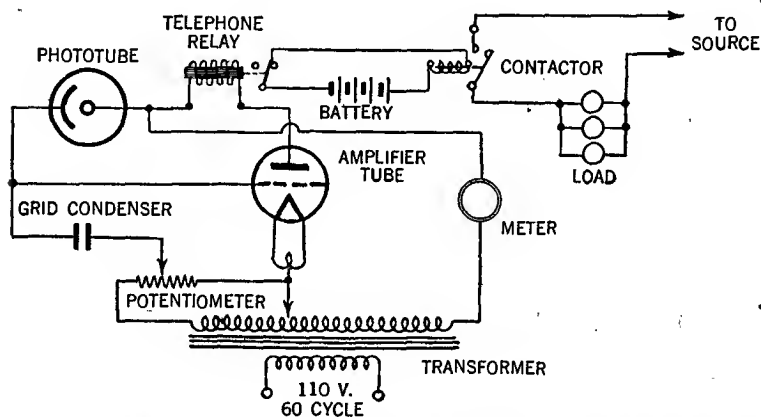 TELEPHONE
RELAY
PHOTOTUBE
TO
SOURCE
CONTACTOR
BATTERY
AMPLIFIER
TUBE
LOAD
GRID CONDENSER
METER
POTENTIOMETER
TRANSFORMER
110 V.
60 CYCLE